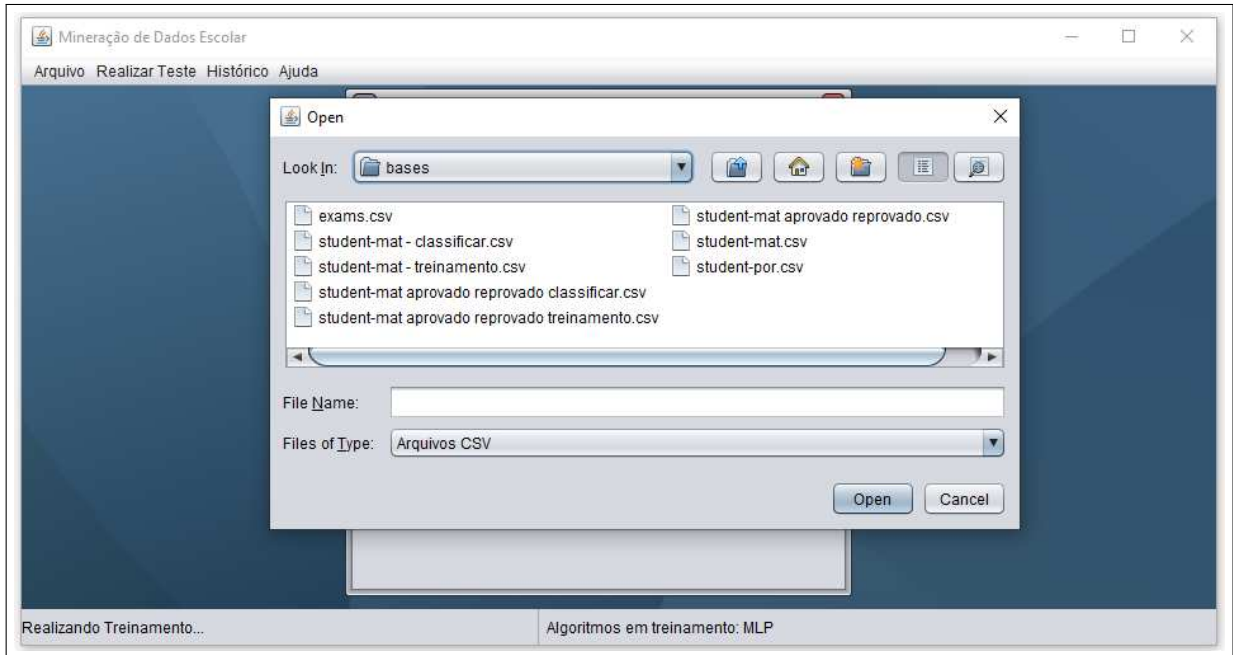 Mineração de Dados Escolar
Arquivo Realizar Teste Histórico Ajuda
Open
Look In: bases
exams.csv
student-mat - classificar.csv
student-mat - treinamento.csv
student-mat aprovado reprovado classificar.csv
student-mat aprovado reprovado treinamento.csv
student-mat aprovado reprovado.csv
student-mat.csv
student-por.csv
File Name:
Files of Type: Arquivos CSV
Open Cancel
Realizando Treinamento... Algoritmos em treinamento: MLP